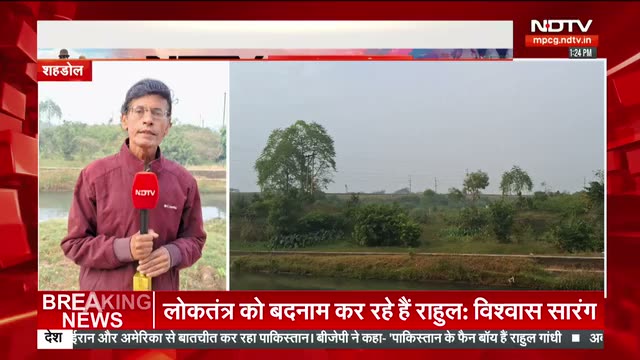 NDTV
mpcg.ndtv.in
1:24 PM
शहडोल
NDTV
Columbia
BREAKING NEWS
लोकतंत्र को बदनाम कर रहे हैं राहुल: विश्वास सारंग
देश
ईरान और अमेरिका से बातचीत कर रहा पाकिस्तान। बीजेपी ने कहा- 'पाकिस्तान के फैन बॉय हैं राहुल गांधी